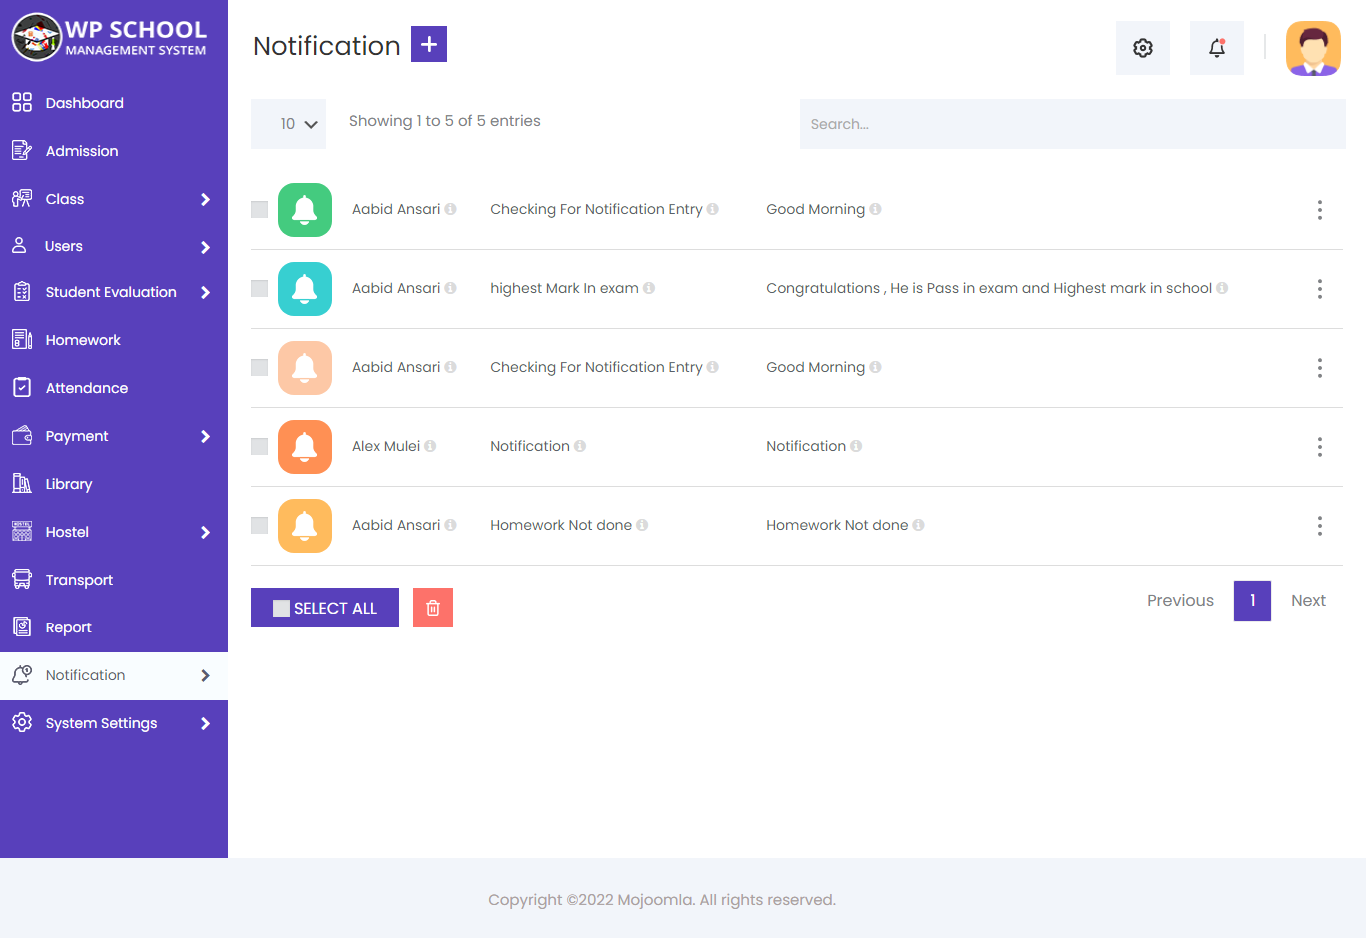 WP SCHOOL
MANAGEMENT SYSTEM
Dashboard
Admission
Class
Users
Student Evaluation
Homework
Attendance
Payment
Library
Hostel
Transport
Report
Notification
System Settings
Notification +
10 Showing 1 to 5 of 5 entries
Search...
Aabid Ansari Checking For Notification Entry Good Morning
Aabid Ansari highest Mark In exam Congratulations , He is Pass in exam and Highest mark in school
Aabid Ansari Checking For Notification Entry Good Morning
Alex Mulei Notification Notification
Aabid Ansari Homework Not done Homework Not done
SELECT ALL
Previous 1 Next
Copyright ©2022 Mojoomla. All rights reserved.